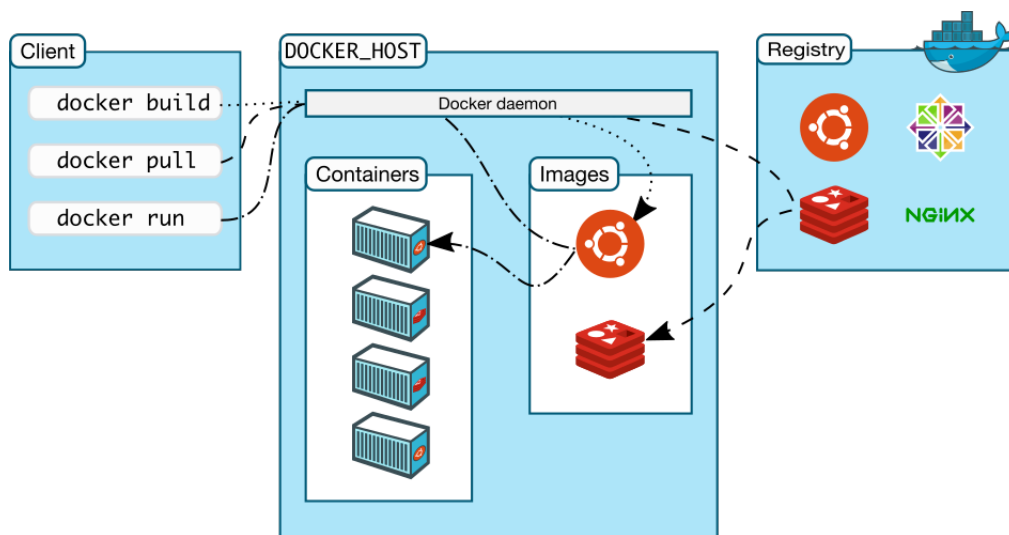 Client
docker build
docker pull
docker run
DOCKER_HOST
Docker daemon
Containers
Images
Registry
NGINX